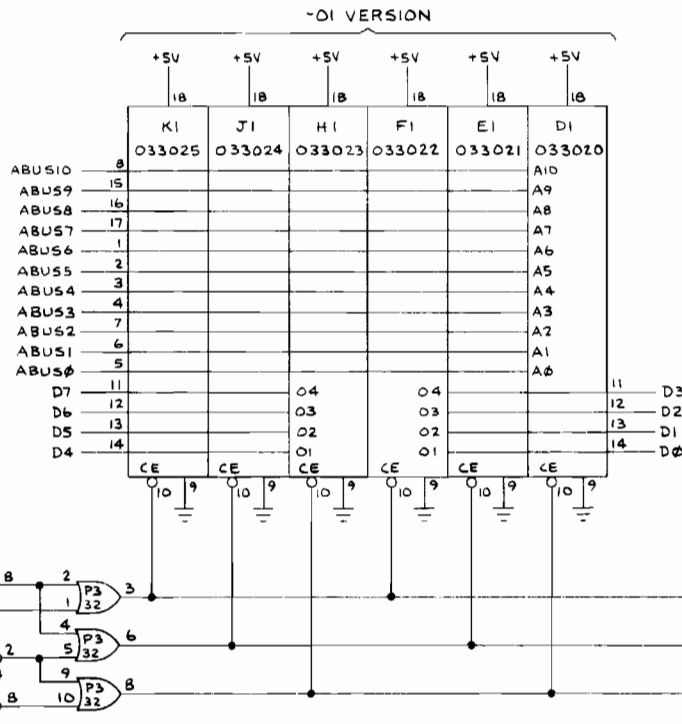 -01 VERSION
+5V +5V +5V +5V +5V +5V
18 18 18 18 18 18
K1 J1 H1 F1 E1 D1
033025 033024 033023 033022 033021 033020
ABUS10 8 A10
ABUS9 15 A9
ABUS8 16 A8
ABUS7 17 A7
ABUS6 1 A6
ABUS5 2 A5
ABUS4 3 A4
ABUS3 4 A3
ABUS2 7 A2
ABUS1 6 A1
ABUSØ 5 AØ
D7 11 O4 O4 11 D3
D6 12 O3 O3 12 D2
D5 13 O2 O2 13 D1
D4 14 O1 O1 14 DØ
CE CE CE CE CE CE
10 9 10 9 10 9 10 9 10 9 10 9
8 2 P3 3
1 32
4 P3 6
2 5 32
9 P3 8
8 10 32